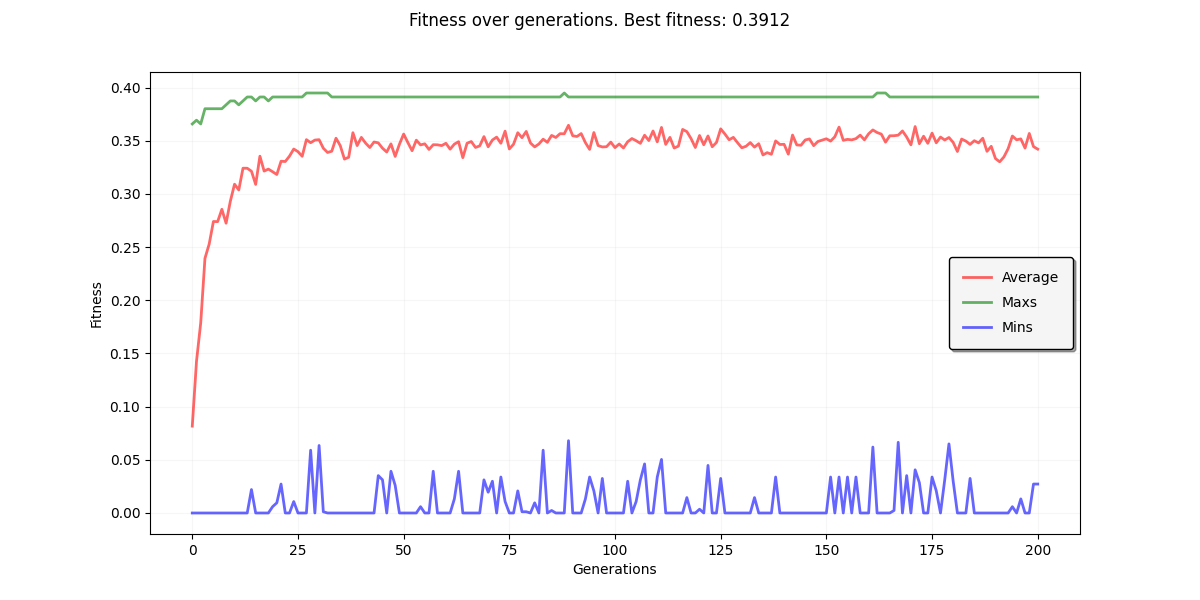 Fitness over generations. Best fitness: 0.3912
0.40
0.35
0.30
0.25
0.20
0.15
0.10
0.05
0.00
Fitness
Average
Maxs
Mins
0 25 50 75 100 125 150 175 200
Generations